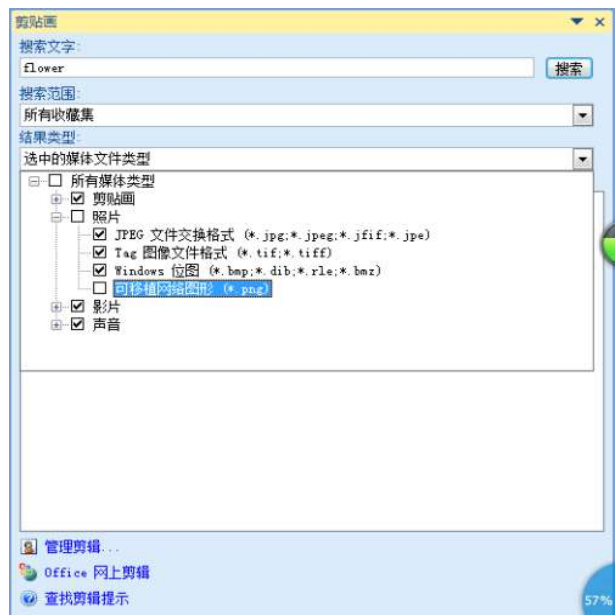 剪贴画
搜索文字:
flower
搜索
搜索范围:
所有收藏集
结果类型:
选中的媒体文件类型
所有媒体类型
剪贴画
照片
JPEG 文件交换格式 (*.jpg;*.jpeg;*.jfif;*.jpe)
Tag 图像文件格式 (*.tif;*.tiff)
Windows 位图 (*.bmp;*.dib;*.rle;*.bmz)
可移植网络图形 (*.png)
影片
声音
管理剪辑...
Office 网上剪辑
查找剪辑提示
57%